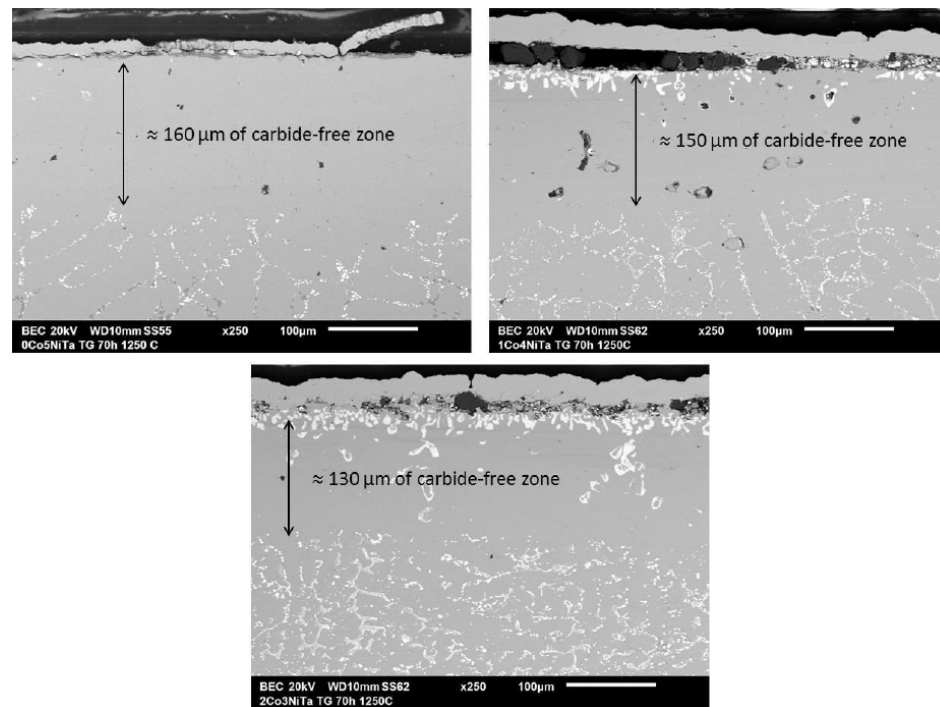 ≈ 160 µm of carbide-free zone
BEC 20kV WD10mm SS55 x250 100µm
0Co5NiTa TG 70h 1250 C
≈ 150 µm of carbide-free zone
BEC 20kV WD10mm SS62 x250 100µm
1Co4NiTa TG 70h 1250C
≈ 130 µm of carbide-free zone
BEC 20kV WD10mm SS62 x250 100µm
2Co3NiTa TG 70h 1250C